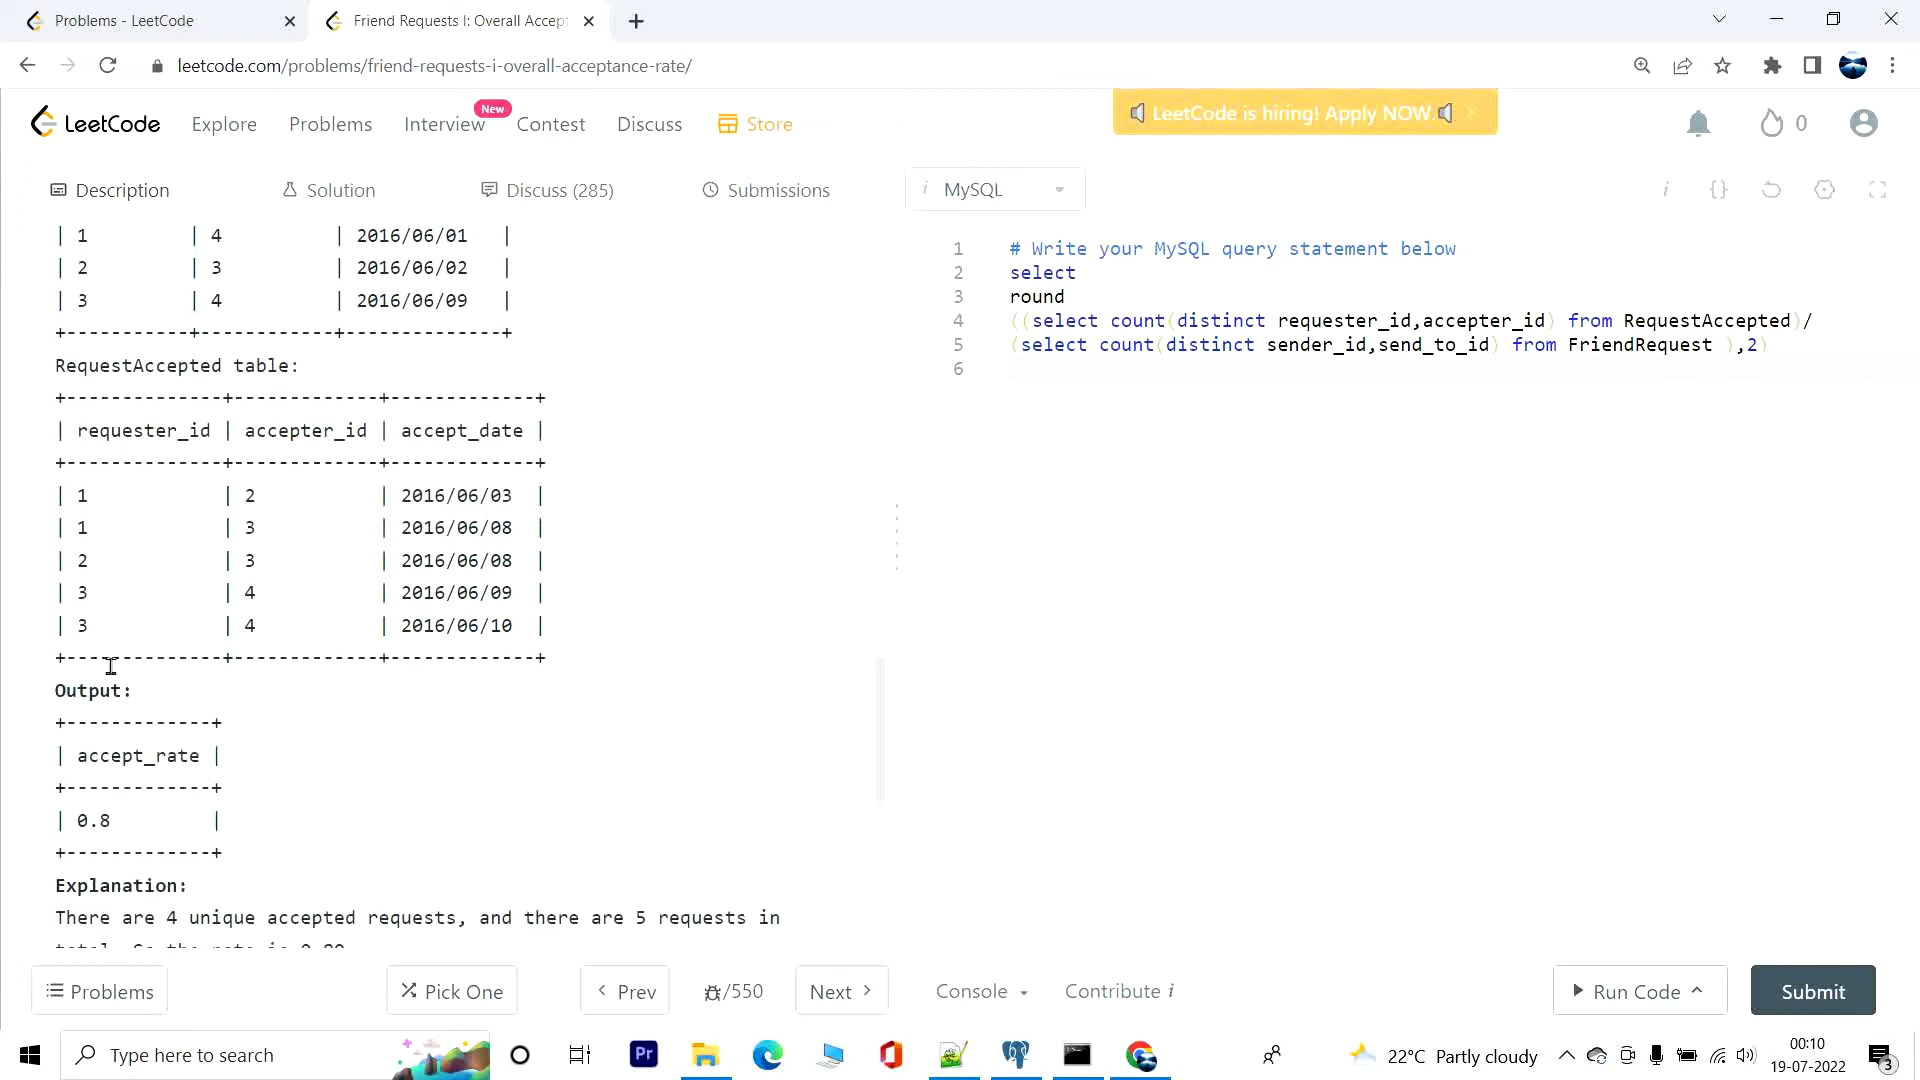 Problems - LeetCode
Friend Requests I: Overall Accept
leetcode.com/problems/friend-requests-i-overall-acceptance-rate/
LeetCode Explore Problems Interview New Contest Discuss Store
LeetCode is hiring! Apply NOW.
0
Description Solution Discuss (285) Submissions
i MySQL
i {}
| 1 | 4 | 2016/06/01 |
| 2 | 3 | 2016/06/02 |
| 3 | 4 | 2016/06/09 |
+-----------+------------+--------------+
RequestAccepted table:
+--------------+-------------+-------------+
| requester_id | accepter_id | accept_date |
+--------------+-------------+-------------+
| 1 | 2 | 2016/06/03 |
| 1 | 3 | 2016/06/08 |
| 2 | 3 | 2016/06/08 |
| 3 | 4 | 2016/06/09 |
| 3 | 4 | 2016/06/10 |
+--------------+-------------+-------------+
Output:
+-------------+
| accept_rate |
+-------------+
| 0.8 |
+-------------+
Explanation:
There are 4 unique accepted requests, and there are 5 requests in
1 # Write your MySQL query statement below
2 select
3 round
4 ((select count(distinct requester_id,accepter_id) from RequestAccepted)/
5 (select count(distinct sender_id,send_to_id) from FriendRequest ),2)
6
Problems
Pick One
< Prev
/550
Next >
Console
Contribute i
Run Code
Submit
Type here to search
Pr
22°C Partly cloudy
00:10
19-07-2022
3